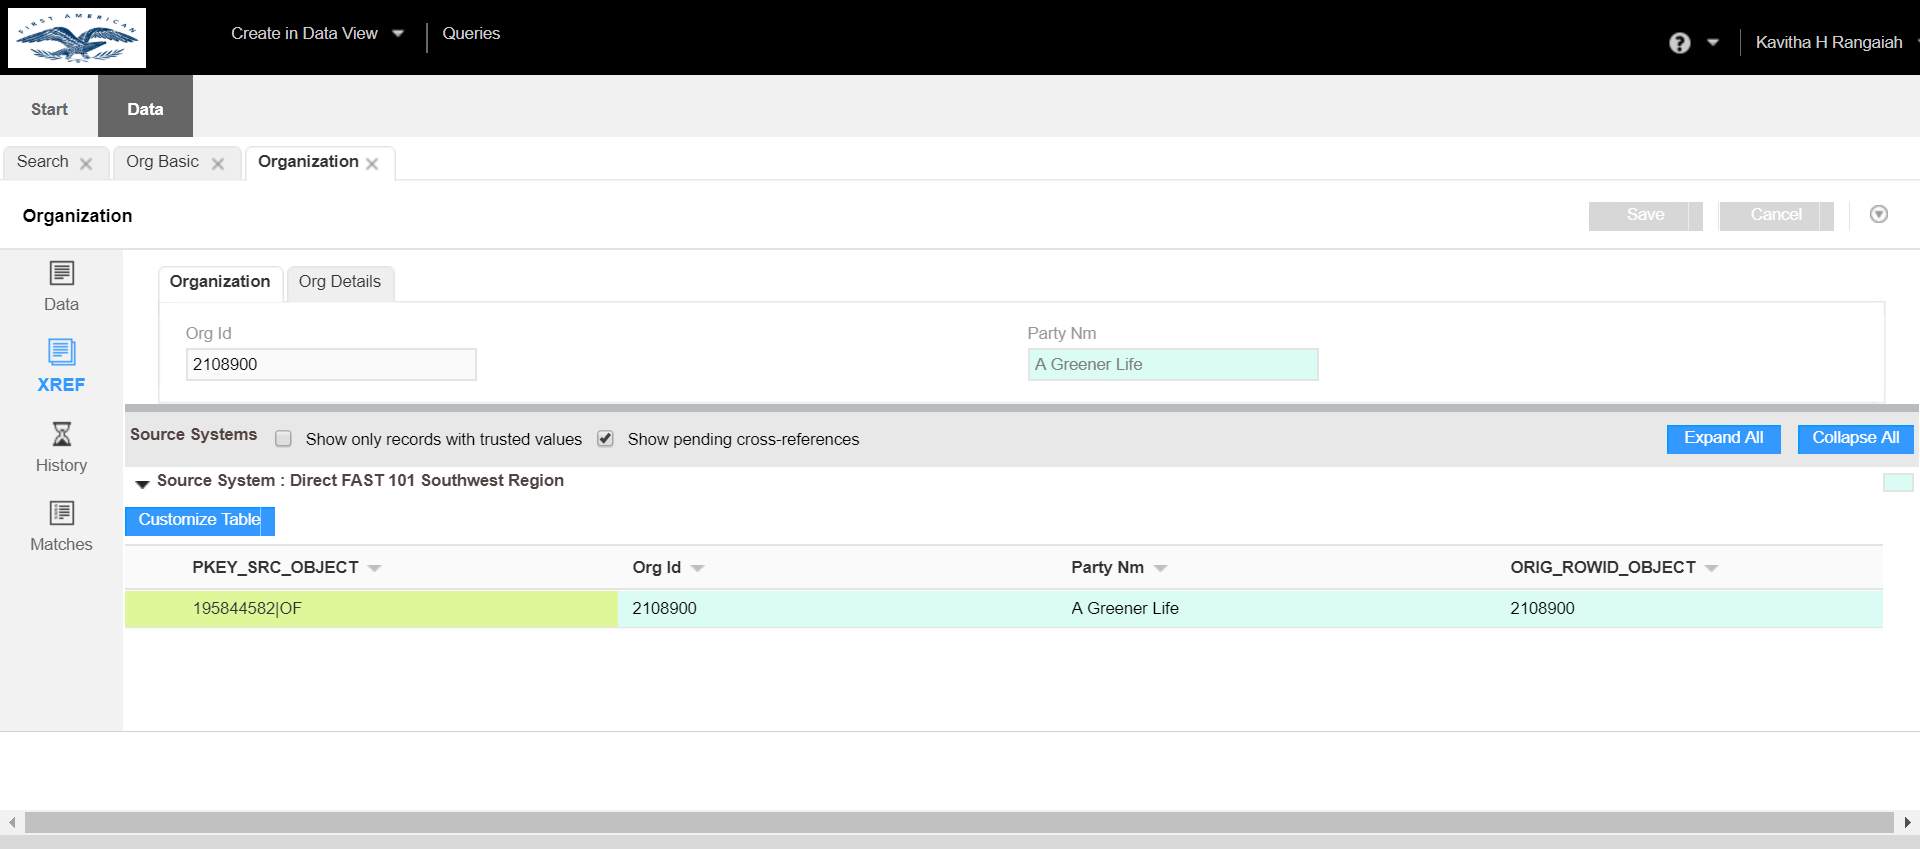 FIRST AMERICAN
Create in Data View
Queries
?
Kavitha H Rangaiah
Start
Data
Search
Org Basic
Organization
Organization
Save
Cancel
Data
XREF
History
Matches
Organization
Org Details
Org Id
Party Nm
2108900
A Greener Life
Source Systems
Show only records with trusted values
Show pending cross-references
Expand All
Collapse All
Source System : Direct FAST 101 Southwest Region
Customize Table
PKEY_SRC_OBJECT
Org Id
Party Nm
ORIG_ROWID_OBJECT
195844582|OF
2108900
A Greener Life
2108900